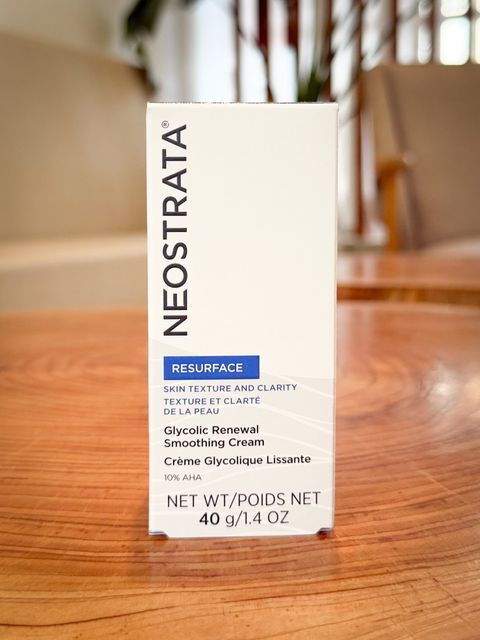 NEOSTRATA®
RESURFACE
SKIN TEXTURE AND CLARITY
TEXTURE ET CLARTÉ
DE LA PEAU
Glycolic Renewal
Smoothing Cream
Crème Glycolique Lissante
10% AHA
NET WT/POIDS NET
40 g/1.4 OZ